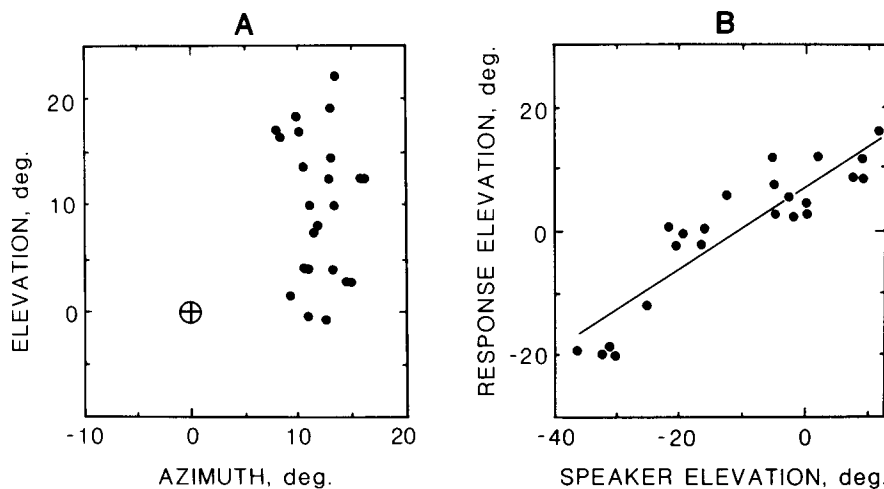 A
ELEVATION, deg.
20
10
0
-10
0
10
20
AZIMUTH, deg.
B
RESPONSE ELEVATION, deg.
20
0
-20
-40
-20
0
SPEAKER ELEVATION, deg.